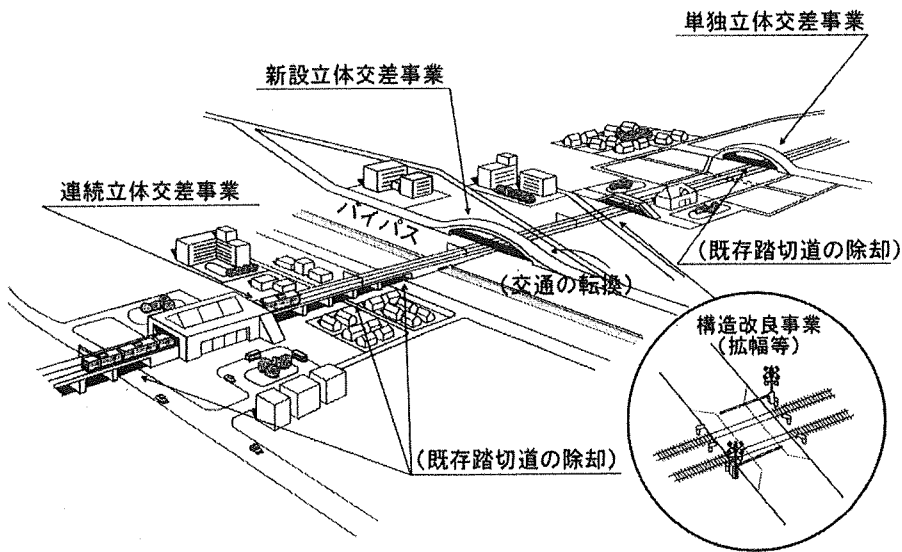 単独立体交差事業
新設立体交差事業
連続立体交差事業
バイパス
(既存踏切道の除却)
(交通の転換)
構造改良事業
(拡幅等)
(既存踏切道の除却)